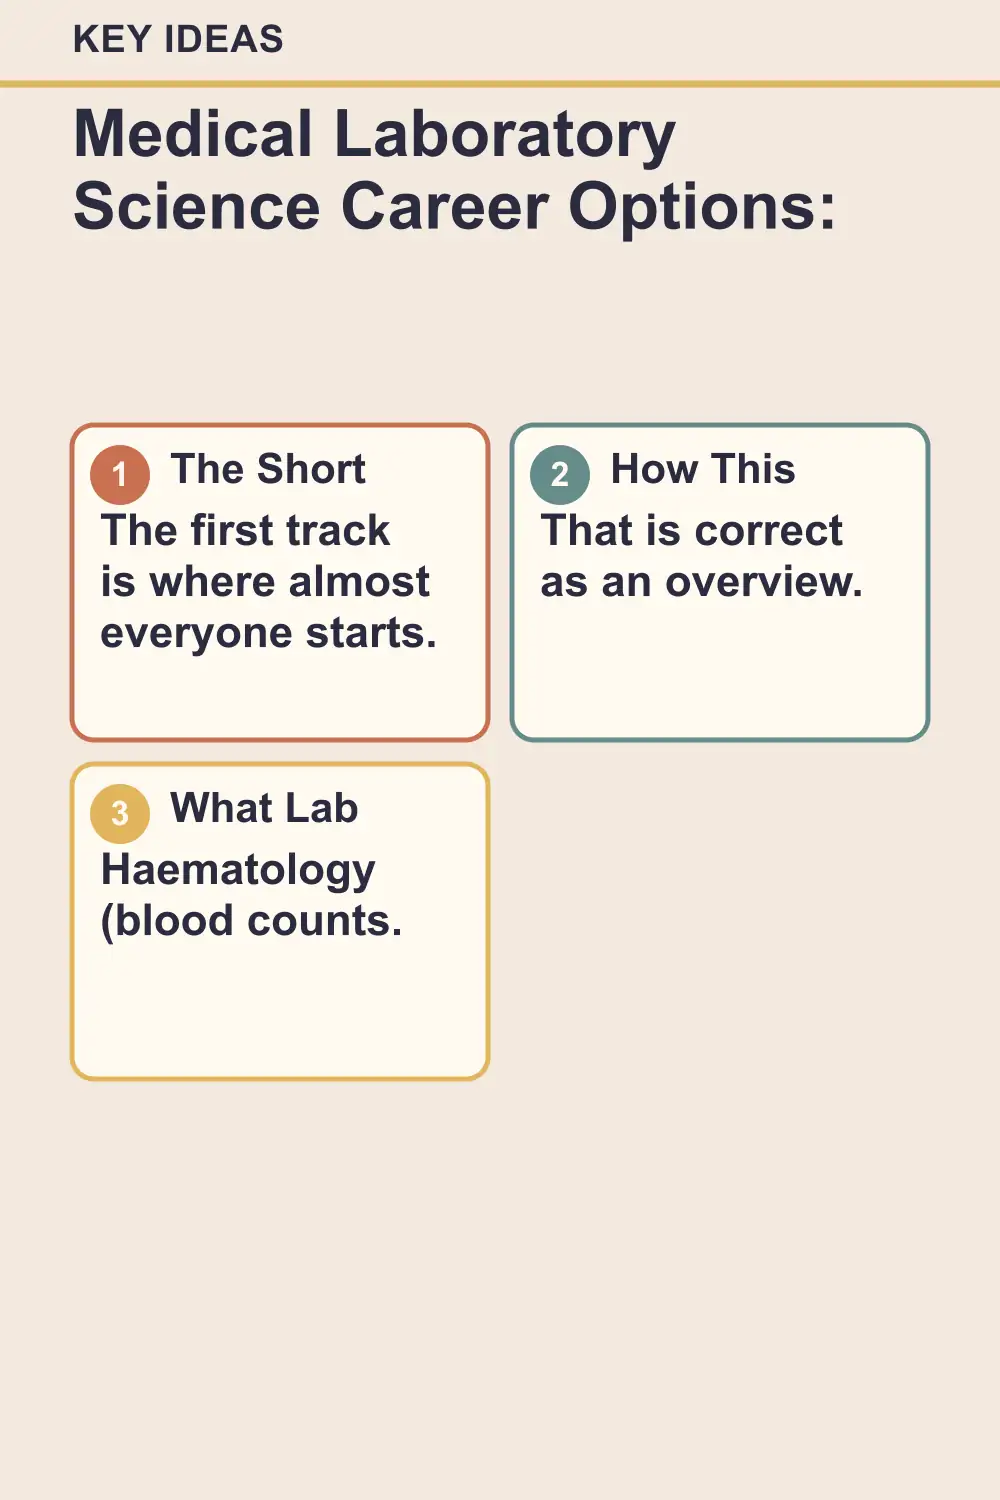 KEY IDEAS
Medical Laboratory
Science Career Options:
1 The Short
The first track
is where almost
everyone starts.
2 How This
That is correct
as an overview.
3 What Lab
Haematology
(blood counts.